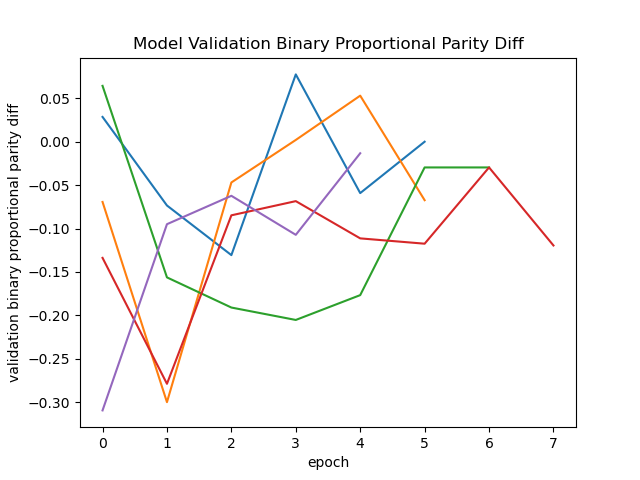 Model Validation Binary Proportional Parity Diff
validation binary proportional parity diff
0.05
0.00
−0.05
−0.10
−0.15
−0.20
−0.25
−0.30
0 1 2 3 4 5 6 7
epoch